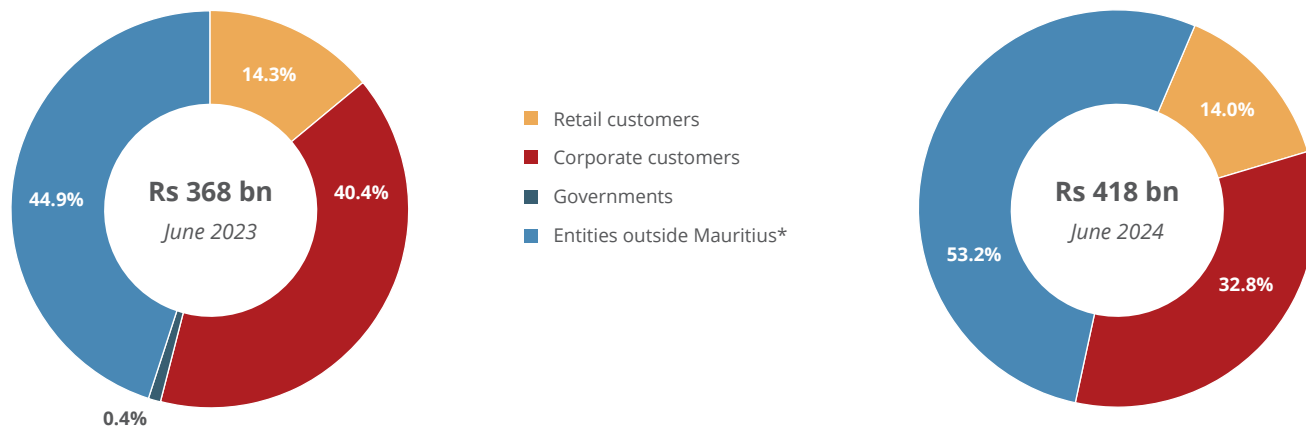 14.3%
44.9%
40.4%
Rs 368 bn
June 2023
0.4%
Retail customers
Corporate customers
Governments
Entities outside Mauritius*
14.0%
53.2%
32.8%
Rs 418 bn
June 2024